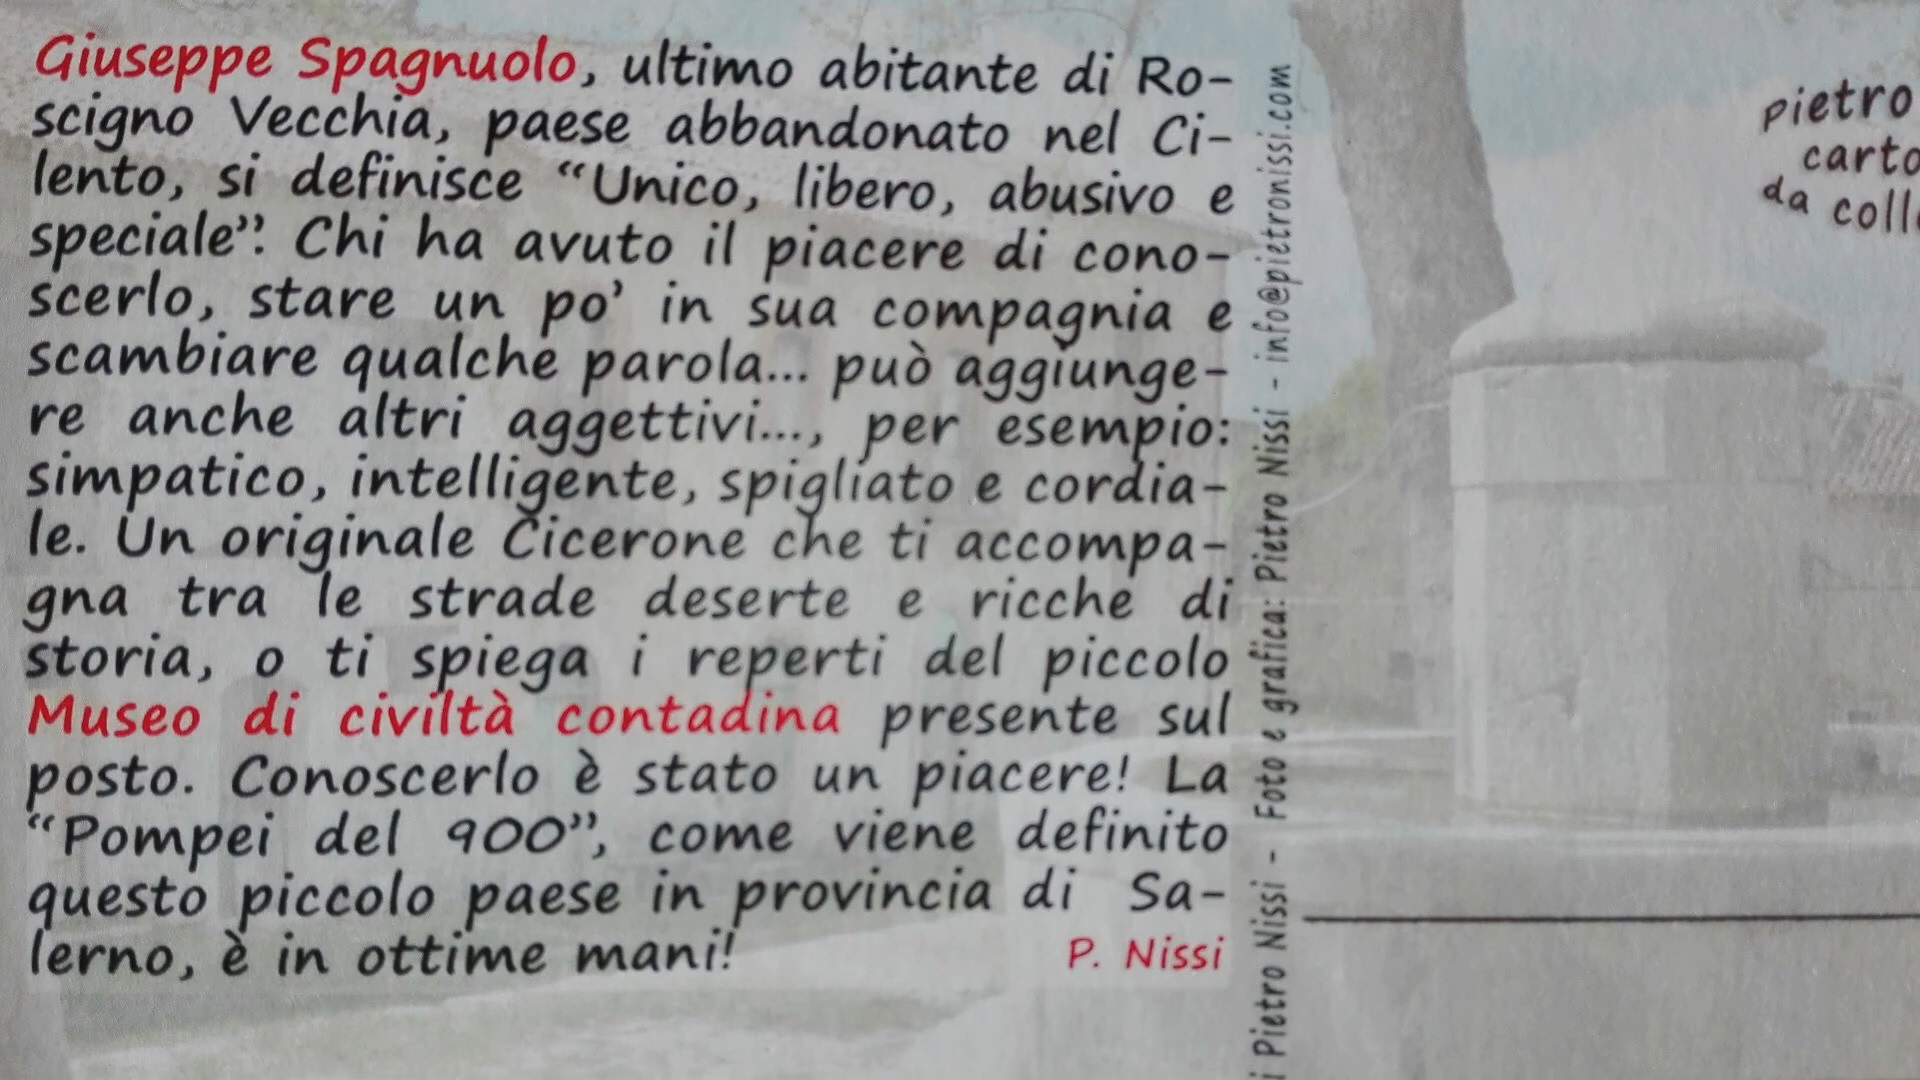 Giuseppe Spagnuolo, ultimo abitante di Ro-
scigno Vecchia, paese abbandonato nel Ci-
lento, si definisce “Unico, libero, abusivo e
speciale”. Chi ha avuto il piacere di cono-
scerlo, stare un po’ in sua compagnia e
scambiare qualche parola... può aggiunge-
re anche altri aggettivi..., per esempio:
simpatico, intelligente, spigliato e cordia-
le. Un originale Cicerone che ti accompa-
gna tra le strade deserte e ricche di
storia, o ti spiega i reperti del piccolo
Museo di civiltà contadina presente sul
posto. Conoscerlo è stato un piacere! La
“Pompei del 900”, come viene definito
questo piccolo paese in provincia di Sa-
lerno, è in ottime mani!
P. Nissi
i Pietro Nissi - Foto e grafica: Pietro Nissi - info@pietronissi.com
pietro
carto
da coll